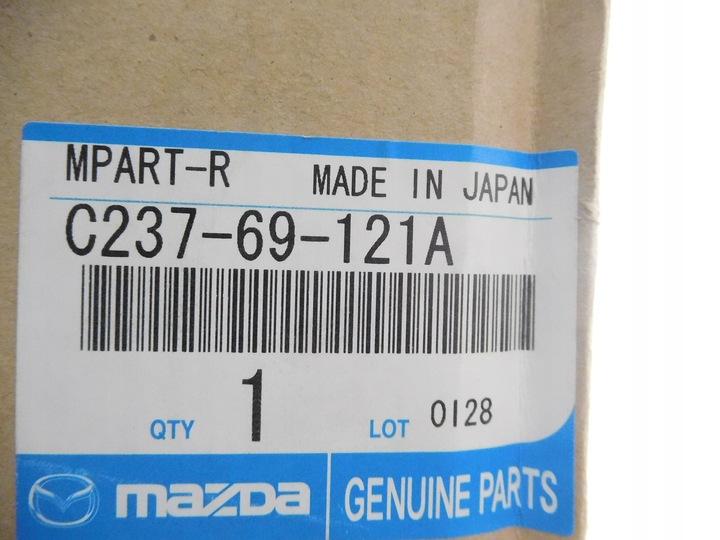 MPART-R MADE IN JAPAN
C237-69-121A
QTY 1 LOT 0128
mazda GENUINE PARTS